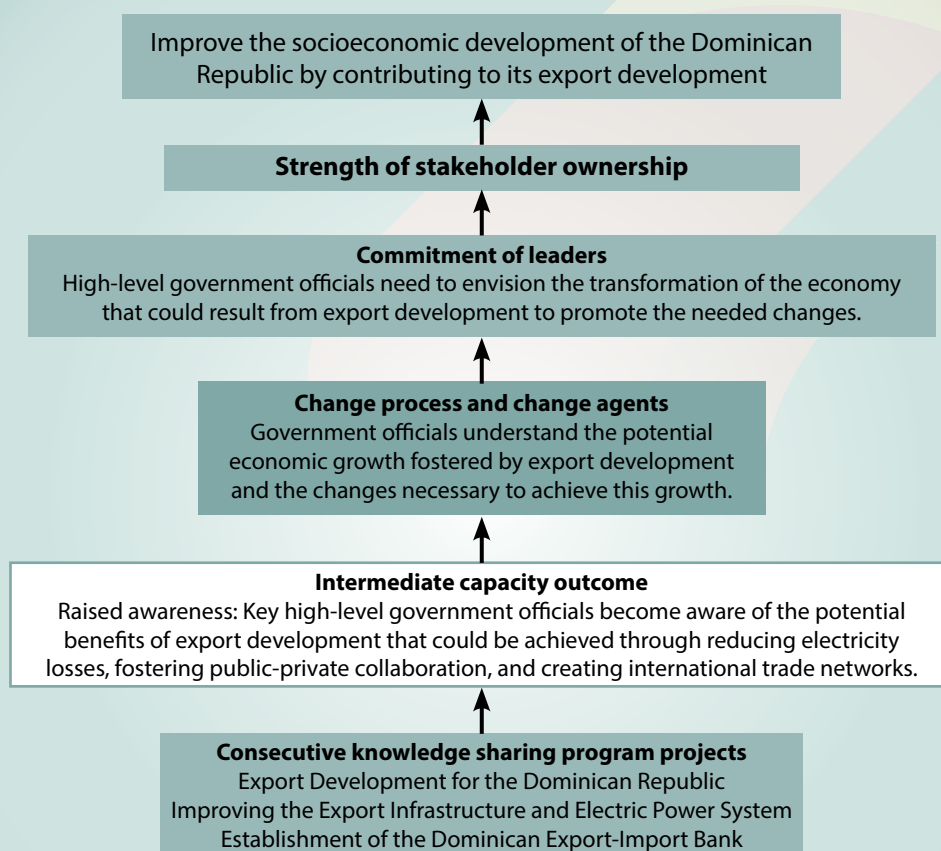 Improve the socioeconomic development of the Dominican
Republic by contributing to its export development
Strength of stakeholder ownership
Commitment of leaders
High-level government officials need to envision the transformation of the economy
that could result from export development to promote the needed changes.
Change process and change agents
Government officials understand the potential
economic growth fostered by export development
and the changes necessary to achieve this growth.
Intermediate capacity outcome
Raised awareness: Key high-level government officials become aware of the potential
benefits of export development that could be achieved through reducing electricity
losses, fostering public-private collaboration, and creating international trade networks.
Consecutive knowledge sharing program projects
Export Development for the Dominican Republic
Improving the Export Infrastructure and Electric Power System
Establishment of the Dominican Export-Import Bank